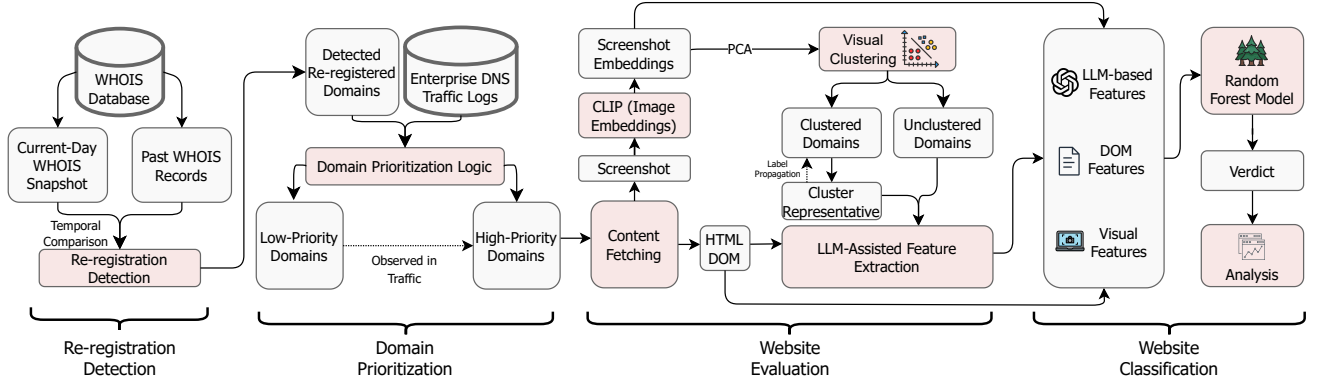 WHOIS
Database
Current-Day
WHOIS
Snapshot
Past WHOIS
Records
Temporal
Comparison
Re-registration
Detection
Re-registration
Detection
Detected
Re-registered
Domains
Enterprise DNS
Traffic Logs
Domain Prioritization Logic
Low-Priority
Domains
Observed in
Traffic
High-Priority
Domains
Domain
Prioritization
Screenshot
Embeddings
CLIP (Image
Embeddings)
Screenshot
Content
Fetching
PCA
Visual
Clustering
Clustered
Domains
Unclustered
Domains
Label
Propagation
Cluster
Representative
HTML
DOM
LLM-Assisted Feature
Extraction
Website
Evaluation
LLM-based
Features
DOM
Features
Visual
Features
Random
Forest Model
Verdict
Analysis
Website
Classification